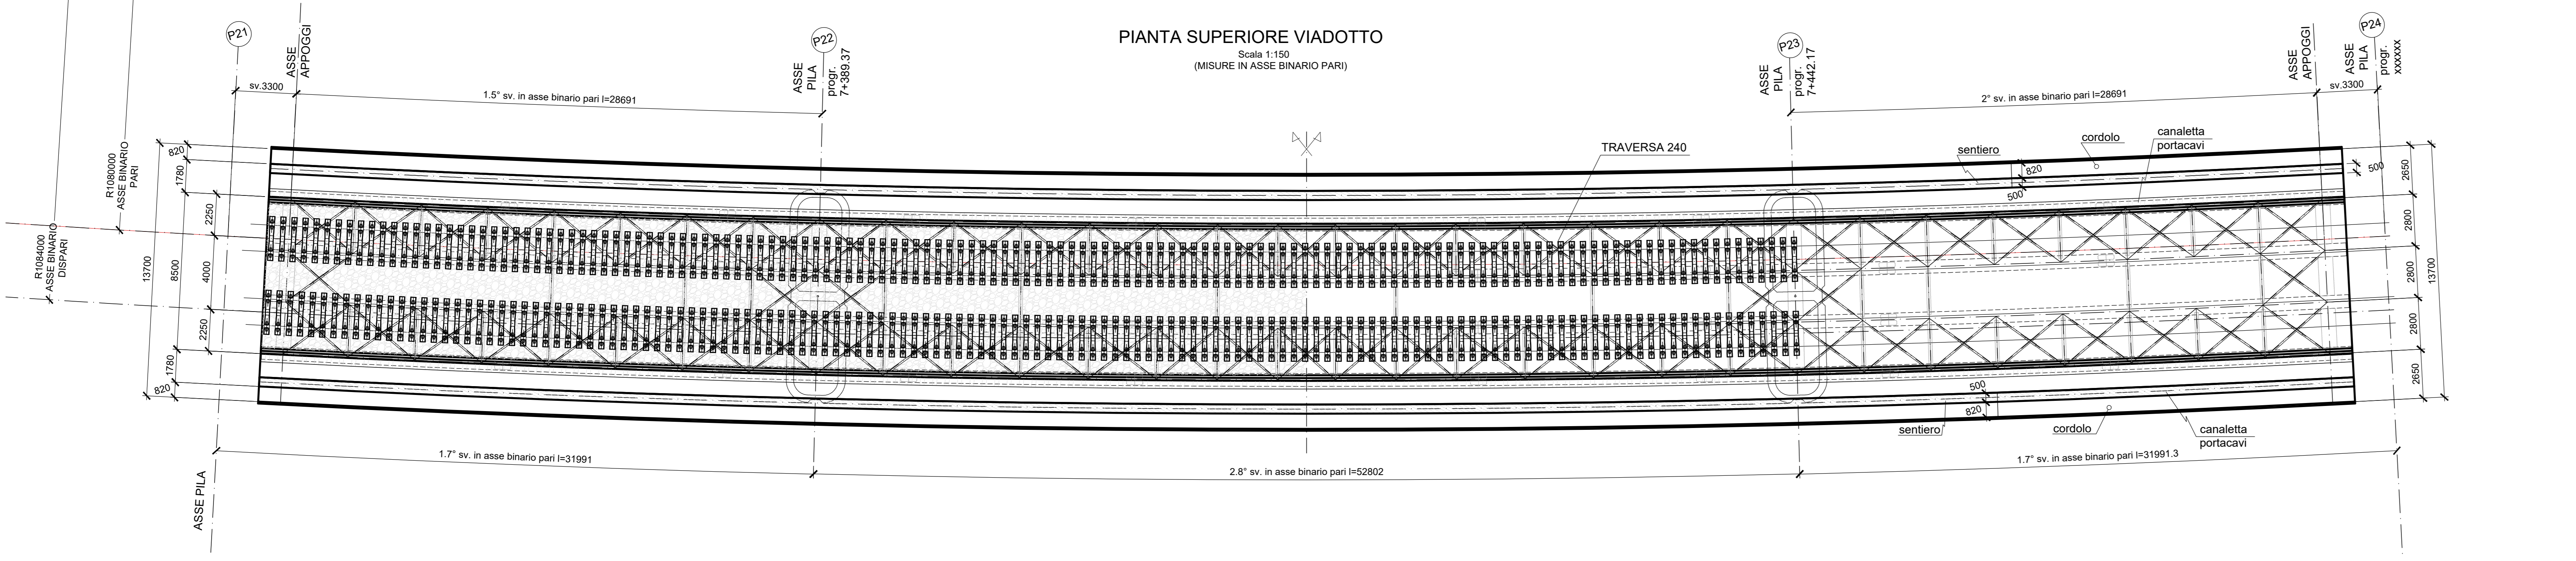 PIANTA SUPERIORE VIADOTTO
Scala 1:150
(MISURE IN ASSE BINARIO PARI)
P21
ASSE
APPOGGI
P22
ASSE
PILA
progr.
7+389.37
P23
ASSE
PILA
progr.
7+442.17
ASSE
APPOGGI
P24
ASSE
PILA
progr.
xxxxxx
sv.3300
1.5° sv. in asse binario pari l=28691
2° sv. in asse binario pari l=28691
sv.3300
R1080000
ASSE BINARIO
PARI
R1084000
ASSE BINARIO
DISPARI
13700
820
1780
8500
2250
4000
2250
1780
820
TRAVERSA 240
sentiero
cordolo
canaletta
portacavi
820
500
500
2650
2800
2800
2800
2650
13700
500
820
sentiero
cordolo
canaletta
portacavi
ASSE PILA
1.7° sv. in asse binario pari l=31991
2.8° sv. in asse binario pari l=52802
1.7° sv. in asse binario pari l=31991.3